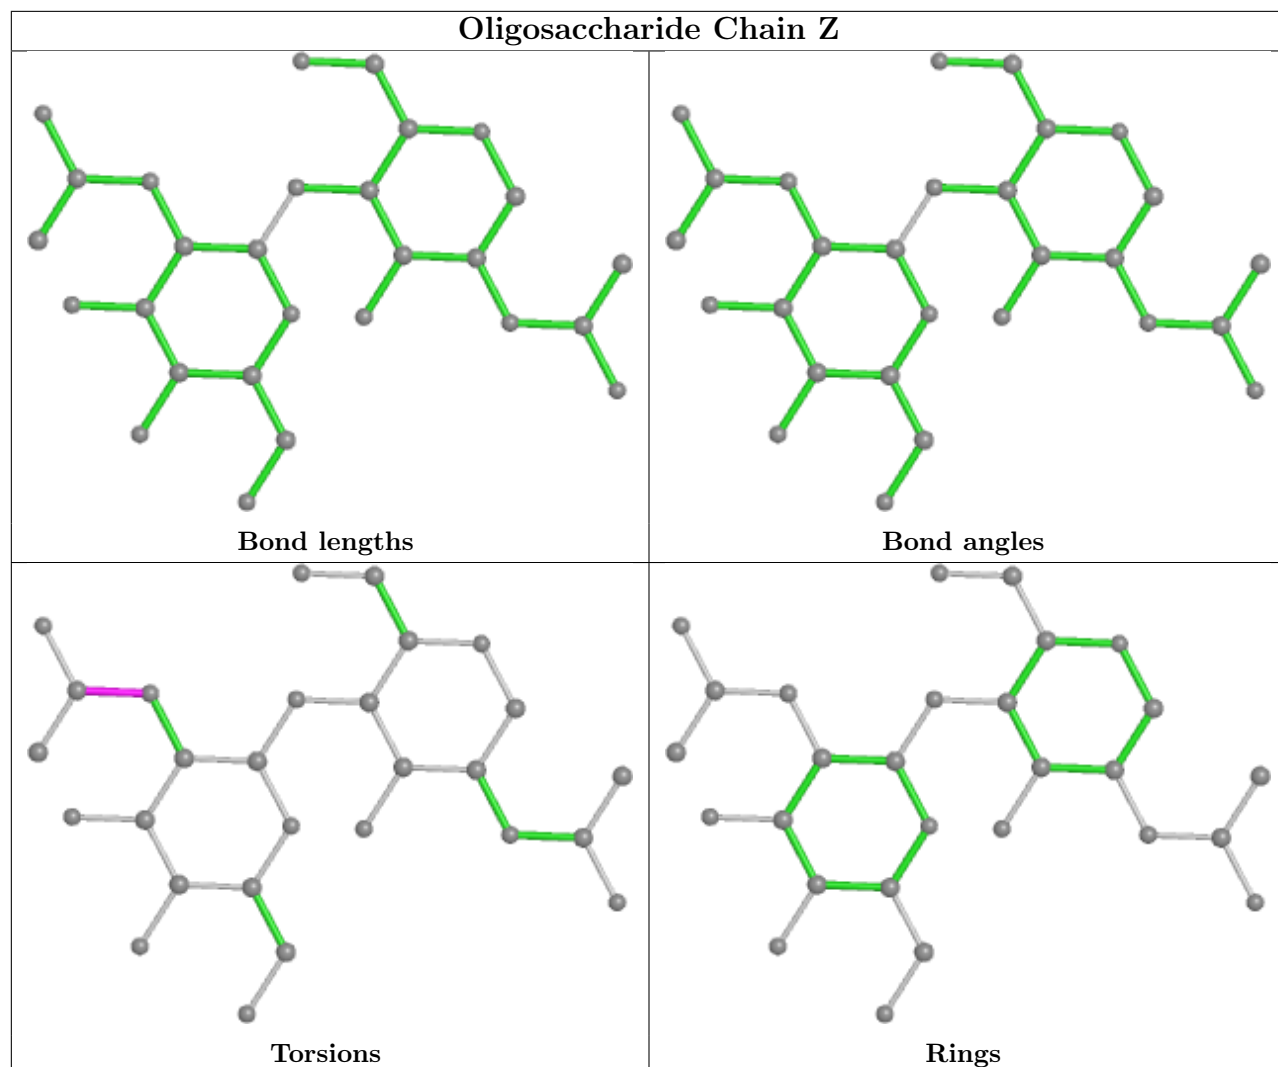 Oligosaccharide Chain Z
Bond lengths
Bond angles
Torsions
Rings